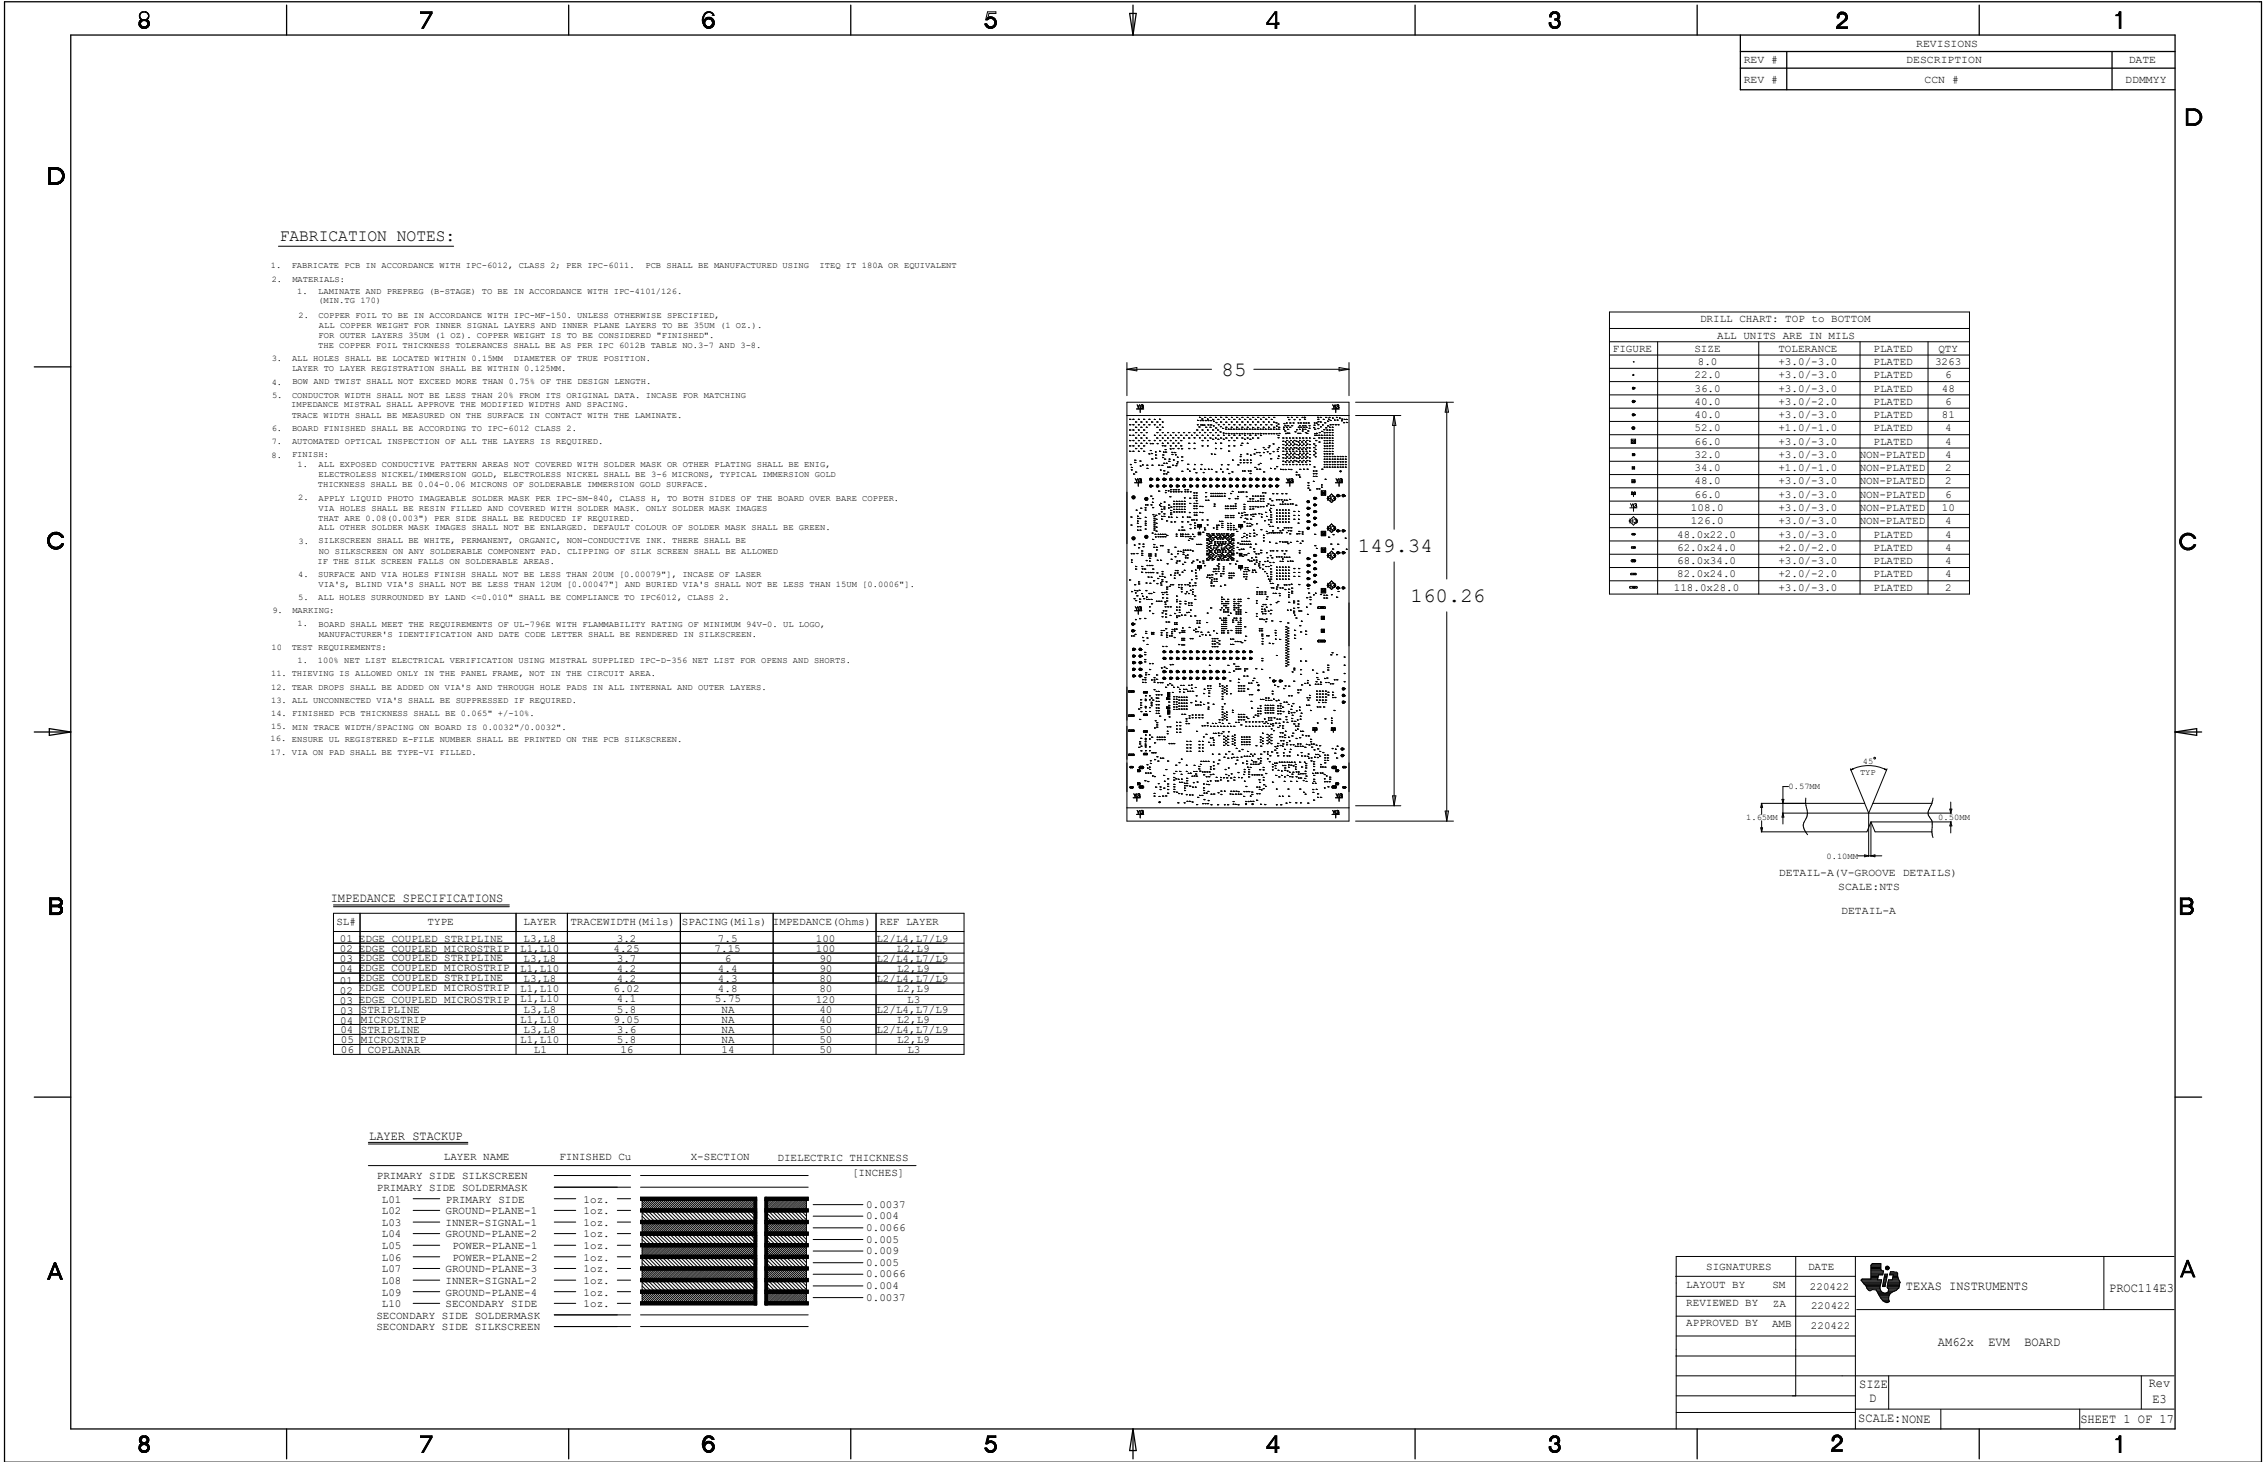 8 7 6 5 4 3 2 1
REVISIONS
REV # DESCRIPTION DATE
REV # CCN # DDMMYY
D D
FABRICATION NOTES:
1. FABRICATE PCB IN ACCORDANCE WITH IPC-6012, CLASS 2; PER IPC-6011. PCB SHALL BE MANUFACTURED USING ITEQ IT 180A OR EQUIVALENT
2. MATERIALS:
1. LAMINATE AND PREPREG (B-STAGE) TO BE IN ACCORDANCE WITH IPC-4101/126.
(MIN.TG 170)
2. COPPER FOIL TO BE IN ACCORDANCE WITH IPC-MF-150. UNLESS OTHERWISE SPECIFIED,
ALL COPPER WEIGHT FOR INNER SIGNAL LAYERS AND INNER PLANE LAYERS TO BE 35UM (1 OZ.).
FOR OUTER LAYERS 35UM (1 OZ). COPPER WEIGHT IS TO BE CONSIDERED "FINISHED".
THE COPPER FOIL THICKNESS TOLERANCES SHALL BE AS PER IPC 6012B TABLE NO.3-7 AND 3-8.
3. ALL HOLES SHALL BE LOCATED WITHIN 0.15MM DIAMETER OF TRUE POSITION.
LAYER TO LAYER REGISTRATION SHALL BE WITHIN 0.125MM.
4. BOW AND TWIST SHALL NOT EXCEED MORE THAN 0.75% OF THE DESIGN LENGTH.
5. CONDUCTOR WIDTH SHALL NOT BE LESS THAN 20% FROM ITS ORIGINAL DATA. INCASE FOR MATCHING
IMPEDANCE MISTRAL SHALL APPROVE THE MODIFIED WIDTHS AND SPACING.
TRACE WIDTH SHALL BE MEASURED ON THE SURFACE IN CONTACT WITH THE LAMINATE.
6. BOARD FINISHED SHALL BE ACCORDING TO IPC-6012 CLASS 2.
7. AUTOMATED OPTICAL INSPECTION OF ALL THE LAYERS IS REQUIRED.
8. FINISH:
1. ALL EXPOSED CONDUCTIVE PATTERN AREAS NOT COVERED WITH SOLDER MASK OR OTHER PLATING SHALL BE ENIG,
ELECTROLESS NICKEL/IMMERSION GOLD, ELECTROLESS NICKEL SHALL BE 3-6 MICRONS, TYPICAL IMMERSION GOLD
THICKNESS SHALL BE 0.04-0.06 MICRONS OF SOLDERABLE IMMERSION GOLD SURFACE.
2. APPLY LIQUID PHOTO IMAGEABLE SOLDER MASK PER IPC-SM-840, CLASS H, TO BOTH SIDES OF THE BOARD OVER BARE COPPER.
VIA HOLES SHALL BE RESIN FILLED AND COVERED WITH SOLDER MASK. ONLY SOLDER MASK IMAGES
THAT ARE 0.08(0.003") PER SIDE SHALL BE REDUCED IF REQUIRED.
ALL OTHER SOLDER MASK IMAGES SHALL NOT BE ENLARGED. DEFAULT COLOUR OF SOLDER MASK SHALL BE GREEN.
3. SILKSCREEN SHALL BE WHITE, PERMANENT, ORGANIC, NON-CONDUCTIVE INK. THERE SHALL BE
NO SILKSCREEN ON ANY SOLDERABLE COMPONENT PAD. CLIPPING OF SILK SCREEN SHALL BE ALLOWED
IF THE SILK SCREEN FALLS ON SOLDERABLE AREAS.
4. SURFACE AND VIA HOLES FINISH SHALL NOT BE LESS THAN 20UM [0.00079"], INCASE OF LASER
VIA'S, BLIND VIA'S SHALL NOT BE LESS THAN 12UM [0.00047"] AND BURIED VIA'S SHALL NOT BE LESS THAN 15UM [0.0006"].
5. ALL HOLES SURROUNDED BY LAND <=0.010" SHALL BE COMPLIANCE TO IPC6012, CLASS 2.
9. MARKING:
1. BOARD SHALL MEET THE REQUIREMENTS OF UL-796E WITH FLAMMABILITY RATING OF MINIMUM 94V-0. UL LOGO,
MANUFACTURER'S IDENTIFICATION AND DATE CODE LETTER SHALL BE RENDERED IN SILKSCREEN.
10 TEST REQUIREMENTS:
1. 100% NET LIST ELECTRICAL VERIFICATION USING MISTRAL SUPPLIED IPC-D-356 NET LIST FOR OPENS AND SHORTS.
11. THIEVING IS ALLOWED ONLY IN THE PANEL FRAME, NOT IN THE CIRCUIT AREA.
12. TEAR DROPS SHALL BE ADDED ON VIA'S AND THROUGH HOLE PADS IN ALL INTERNAL AND OUTER LAYERS.
13. ALL UNCONNECTED VIA'S SHALL BE SUPPRESSED IF REQUIRED.
14. FINISHED PCB THICKNESS SHALL BE 0.065" +/-10%.
15. MIN TRACE WIDTH/SPACING ON BOARD IS 0.0032"/0.0032".
16. ENSURE UL REGISTERED E-FILE NUMBER SHALL BE PRINTED ON THE PCB SILKSCREEN.
17. VIA ON PAD SHALL BE TYPE-VI FILLED.
85
149.34
160.26
DRILL CHART: TOP to BOTTOM
ALL UNITS ARE IN MILS
FIGURE SIZE TOLERANCE PLATED QTY
8.0 +3.0/-3.0 PLATED 3263
22.0 +3.0/-3.0 PLATED 6
36.0 +3.0/-3.0 PLATED 48
40.0 +3.0/-2.0 PLATED 6
40.0 +3.0/-3.0 PLATED 81
52.0 +1.0/-1.0 PLATED 4
66.0 +3.0/-3.0 PLATED 4
32.0 +3.0/-3.0 NON-PLATED 4
34.0 +1.0/-1.0 NON-PLATED 2
48.0 +3.0/-3.0 NON-PLATED 2
66.0 +3.0/-3.0 NON-PLATED 6
108.0 +3.0/-3.0 NON-PLATED 10
126.0 +3.0/-3.0 NON-PLATED 4
48.0x22.0 +3.0/-3.0 PLATED 4
62.0x24.0 +2.0/-2.0 PLATED 4
68.0x34.0 +3.0/-3.0 PLATED 4
82.0x24.0 +2.0/-2.0 PLATED 4
118.0x28.0 +3.0/-3.0 PLATED 2
C C
45°
TYP
0.57MM
1.65MM
0.50MM
0.10MM
DETAIL-A(V-GROOVE DETAILS)
SCALE:NTS
DETAIL-A
B B
IMPEDANCE SPECIFICATIONS
SL# TYPE LAYER TRACEWIDTH(Mils) SPACING(Mils) IMPEDANCE(Ohms) REF LAYER
01 EDGE COUPLED STRIPLINE L3,L8 3.2 7.5 100 L2/L4,L7/L9
02 EDGE COUPLED MICROSTRIP L1,L10 4.25 7.15 100 L2,L9
03 EDGE COUPLED STRIPLINE L3,L8 3.7 6 90 L2/L4,L7/L9
04 EDGE COUPLED MICROSTRIP L1,L10 4.2 4.4 90 L2,L9
01 EDGE COUPLED STRIPLINE L3,L8 4.2 4.3 80 L2/L4,L7/L9
02 EDGE COUPLED MICROSTRIP L1,L10 6.02 4.8 80 L2,L9
03 EDGE COUPLED MICROSTRIP L1,L10 4.1 5.75 120 L3
03 STRIPLINE L3,L8 5.8 NA 40 L2/L4,L7/L9
04 MICROSTRIP L1,L10 9.05 NA 40 L2,L9
04 STRIPLINE L3,L8 3.6 NA 50 L2/L4,L7/L9
05 MICROSTRIP L1,L10 5.8 NA 50 L2,L9
06 COPLANAR L1 16 14 50 L3
LAYER STACKUP
LAYER NAME FINISHED Cu X-SECTION DIELECTRIC THICKNESS
[INCHES]
PRIMARY SIDE SILKSCREEN
PRIMARY SIDE SOLDERMASK
L01 PRIMARY SIDE 1oz.
0.0037
L02 GROUND-PLANE-1 1oz.
0.004
L03 INNER-SIGNAL-1 1oz.
0.0066
L04 GROUND-PLANE-2 1oz.
0.005
L05 POWER-PLANE-1 1oz.
0.009
L06 POWER-PLANE-2 1oz.
0.005
L07 GROUND-PLANE-3 1oz.
0.0066
L08 INNER-SIGNAL-2 1oz.
0.004
L09 GROUND-PLANE-4 1oz.
0.0037
L10 SECONDARY SIDE 1oz.
SECONDARY SIDE SOLDERMASK
SECONDARY SIDE SILKSCREEN
A A
SIGNATURES DATE
LAYOUT BY SM 220422
REVIEWED BY ZA 220422
APPROVED BY AMB 220422
TEXAS INSTRUMENTS PROC114E3
AM62x EVM BOARD
SIZE
D
Rev
E3
SCALE:NONE SHEET 1 OF 17
8 7 6 5 4 3 2 1